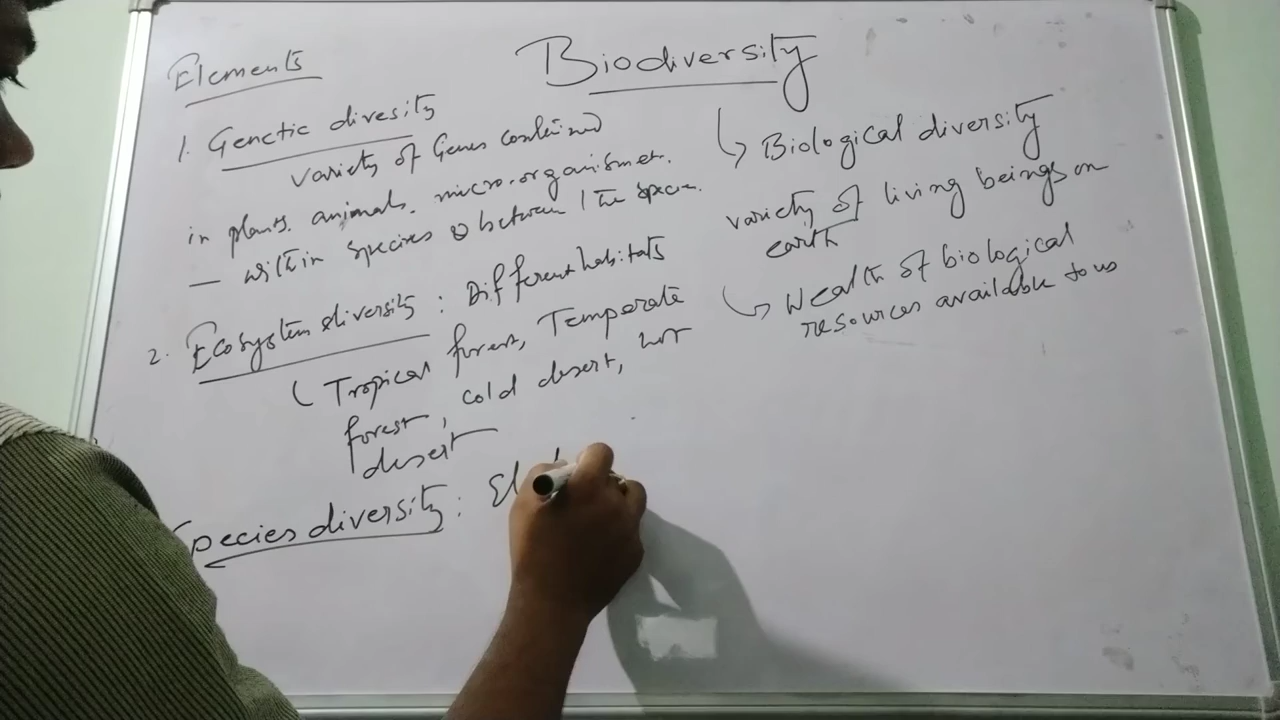 Biodiversity
Elements
1. Genetic divesity
variety of Genes contained
in plants, animals, micro-organismes.
— within species & between the species.
2. Ecosystem diversity : Different habitats
(Tropical forest, Temperate
forest, cold desert, hot
desert
Species diversity :
↳ Biological diversity
variety of living beings on
earth
↳ Wealth of biological
resources available to us